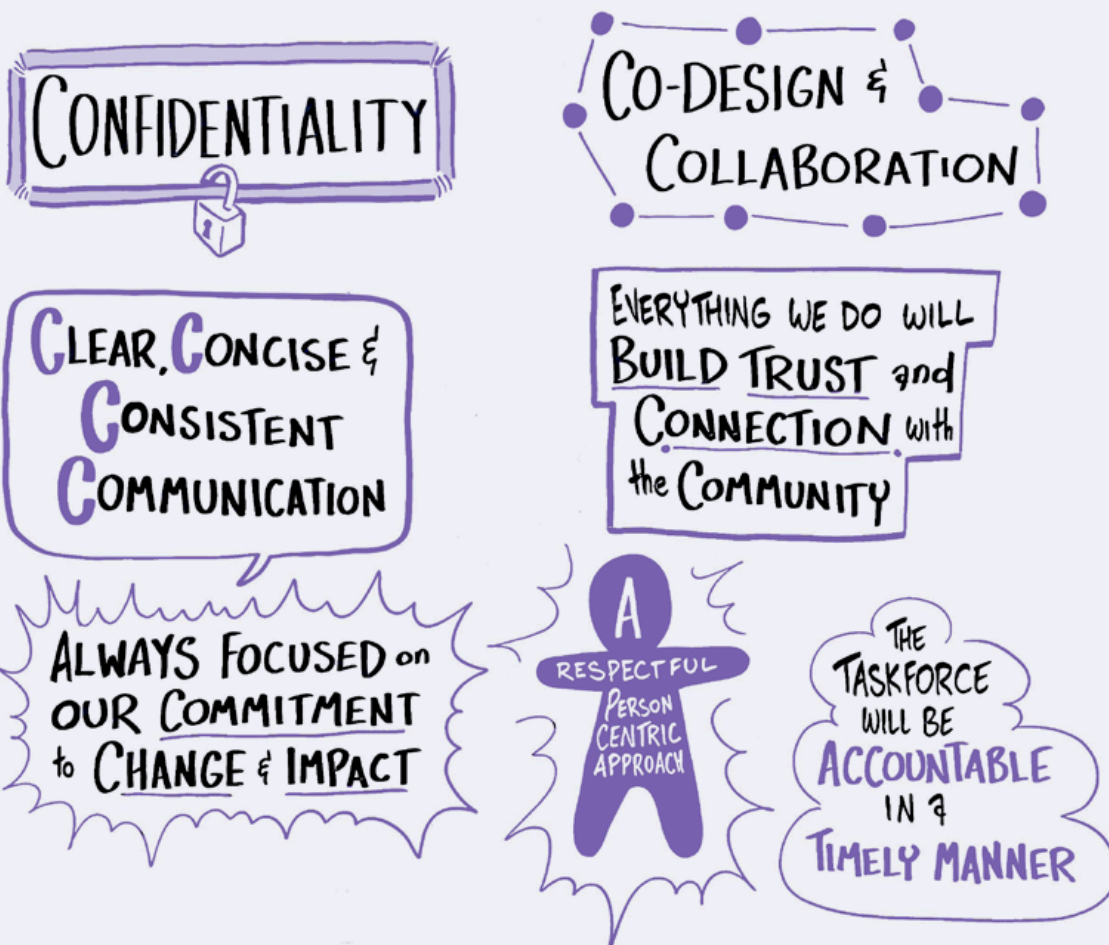 CONFIDENTIALITY
CO-DESIGN &
COLLABORATION
CLEAR, CONCISE &
CONSISTENT
COMMUNICATION
EVERYTHING WE DO WILL
BUILD TRUST and
CONNECTION with
the COMMUNITY
ALWAYS FOCUSED on
OUR COMMITMENT
to CHANGE & IMPACT
A
RESPECTFUL
PERSON
CENTRIC
APPROACH
THE
TASKFORCE
WILL BE
ACCOUNTABLE
IN a
TIMELY MANNER